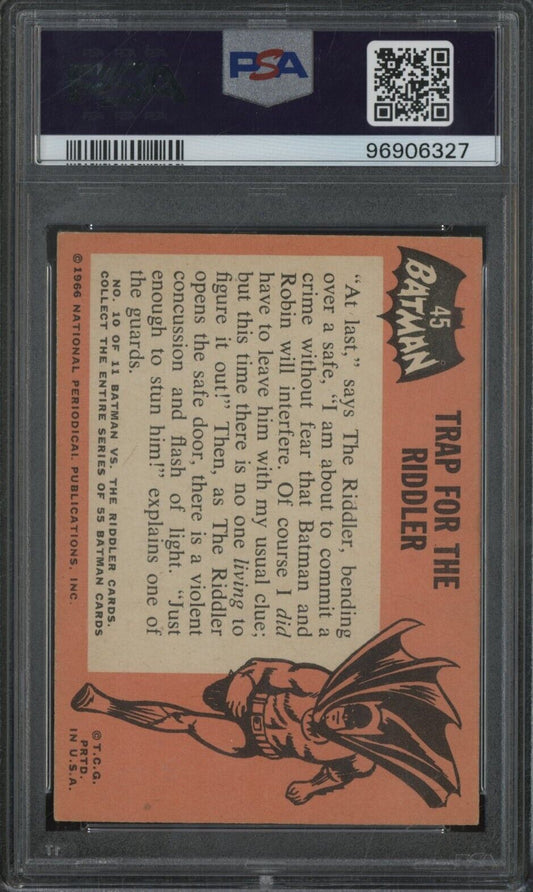 PSA
96906327
45
BATMAN
TRAP FOR THE
RIDDLER
"At last," says The Riddler, bending
over a safe, "I am about to commit a
crime without fear that Batman and
Robin will interfere. Of course I did
have to leave him with my usual clue;
but this time there is no one living to
figure it out!" Then, as The Riddler
opens the safe door, there is a violent
concussion and flash of light. "Just
enough to stun him!" explains one of
the guards.
NO. 10 OF 11 BATMAN VS. THE RIDDLER CARDS.
COLLECT THE ENTIRE SERIES OF 55 BATMAN CARDS
© 1966 NATIONAL PERIODICAL PUBLICATIONS, INC.
© T.C.G.
PRTD.
IN U.S.A.